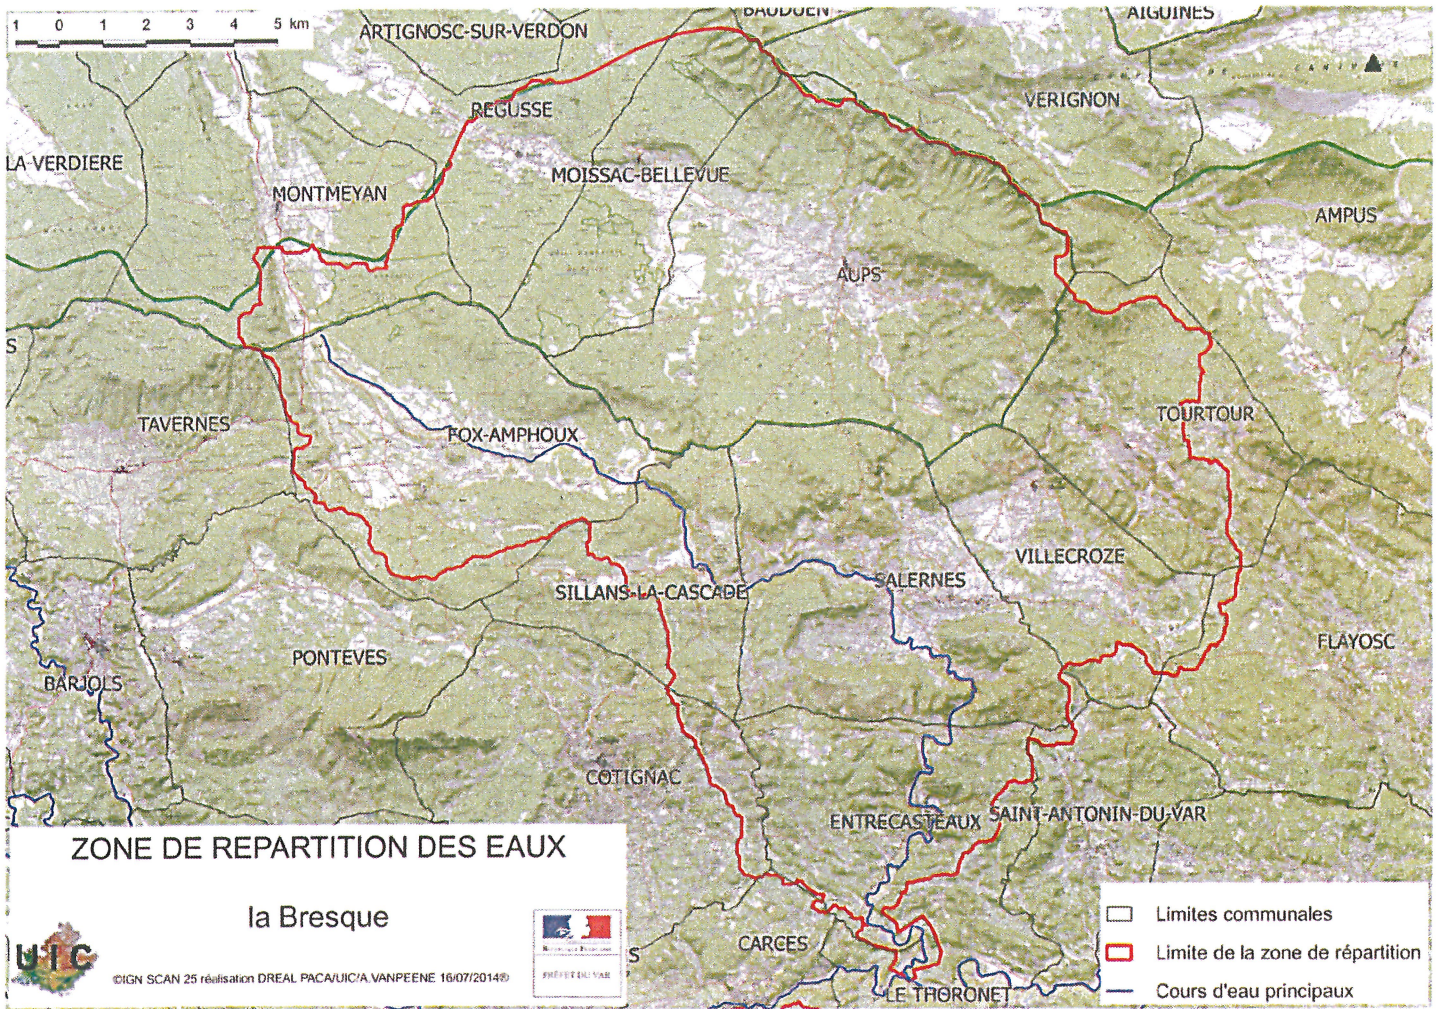 1 0 1 2 3 4 5 km
ARTIGNOSC-SUR-VERDON
BAUDUEN
AIGUINES
REGUSSE
VERIGNON
LA-VERDIERE
MONTMEYAN
MOISSAC-BELLEVUE
AMPUS
AUPS
S
TAVERNES
FOX-AMPHOUX
TOURTOUR
VILLECROZE
SILLANS-LA-CASCADE
SALERNES
PONTEVES
FLAYOSC
BARJOLS
COTIGNAC
ENTRECASTEAUX
SAINT-ANTONIN-DU-VAR
CARCES
S
LE THORONET
ZONE DE REPARTITION DES EAUX
la Bresque
UIC
©IGN SCAN 25 réalisation DREAL PACA/UIC/A.VANPEENE 16/07/2014®
PRÉFET DU VAR
Limites communales
Limite de la zone de répartition
Cours d'eau principaux